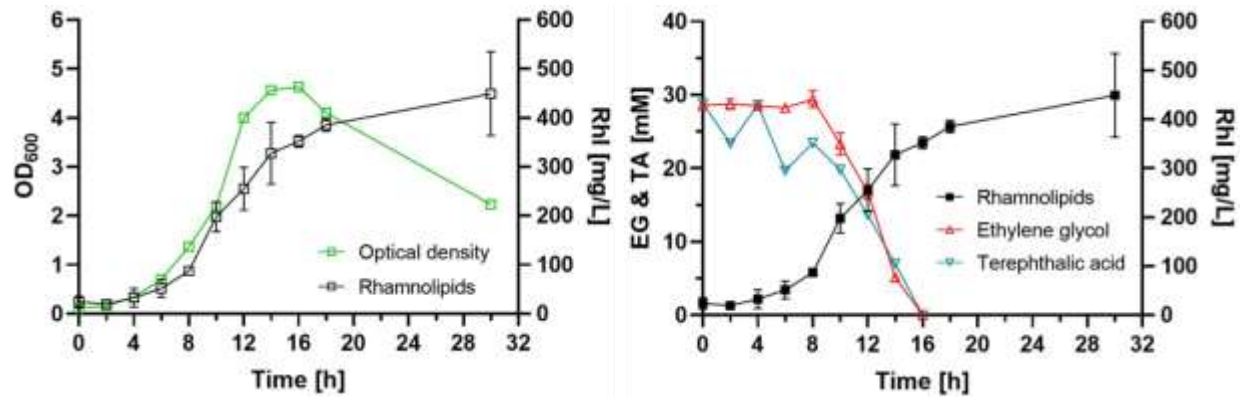 6
5
4
3
2
1
0
OD600
600
500
400
300
200
100
0
Rhl [mg/L]
Optical density
Rhamnolipids
0 4 8 12 16 20 24 28 32
Time [h]
40
30
20
10
0
EG & TA [mM]
600
500
400
300
200
100
0
Rhl [mg/L]
Rhamnolipids
Ethylene glycol
Terephthalic acid
0 4 8 12 16 20 24 28 32
Time [h]